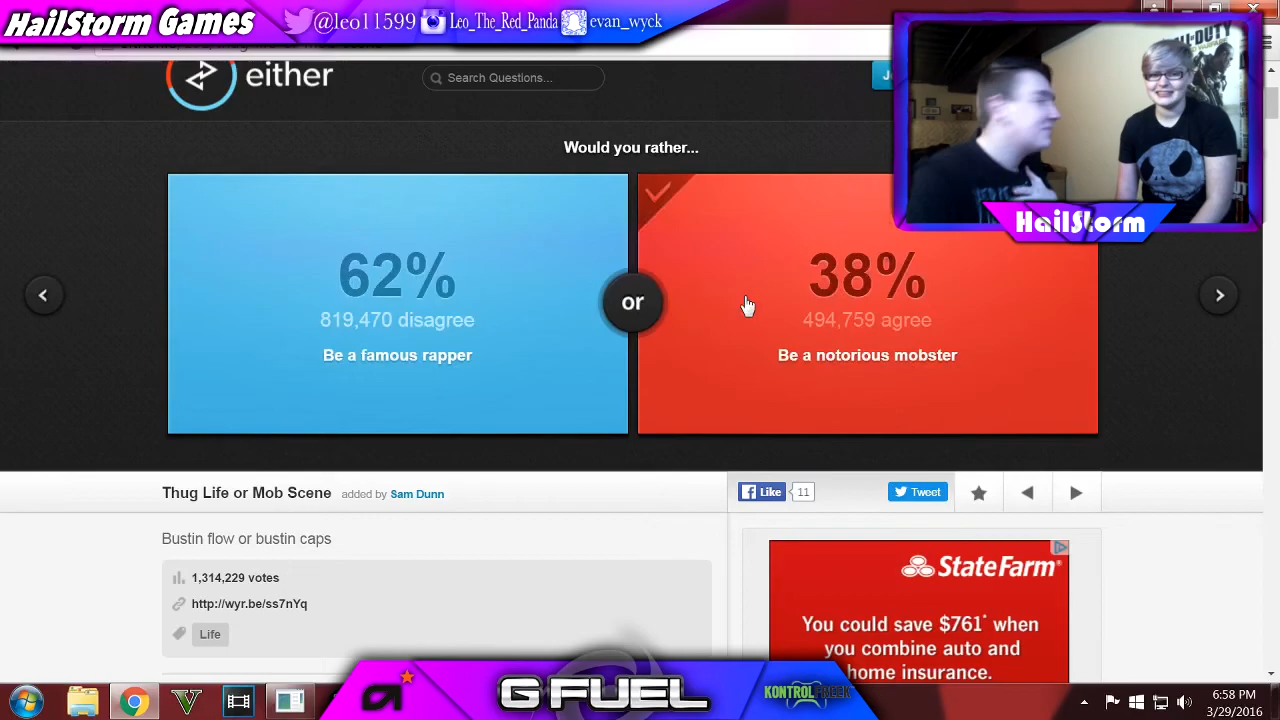 HailStorm Games @leo11599 Leo_The_Red_Panda evan_wyck
either
Search Questions...
Would you rather...
62%
819,470 disagree
Be a famous rapper
or
38%
494,759 agree
Be a notorious mobster
HailStorm
Thug Life or Mob Scene added by Sam Dunn
Like 11 Tweet
Bustin flow or bustin caps
1,314,229 votes
http://wyr.be/ss7nYq
Life
StateFarm
You could save $761* when
you combine auto and
home insurance.
G FUEL
KONTROLFREEK
6:58 PM
3/29/2016